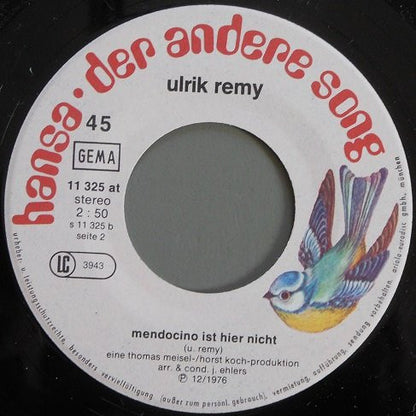 hansa · der andere song
ulrik remy
45
GEMA
11 325 at
stereo
2 : 50
s 11 325 b
seite 2
LC 3943
mendocino ist hier nicht
(u. remy)
eine thomas meisel-/horst koch-produktion
arr. & cond. j. ehlers
℗ 12/1976
urheber- u. leistungsschutzrechte, besonders vervielfältigung (außer zum persönl. gebrauch), vermietung, aufführung, sendung vorbehalten. ariola-eurodisc gmbh. münchen